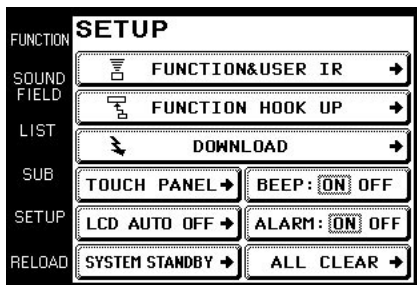 FUNCTION
SOUND
FIELD
LIST
SUB
SETUP
RELOAD
SETUP
FUNCTION&USER IR
FUNCTION HOOK UP
DOWNLOAD
TOUCH PANEL
BEEP: ON OFF
LCD AUTO OFF
ALARM: ON OFF
SYSTEM STANDBY
ALL CLEAR